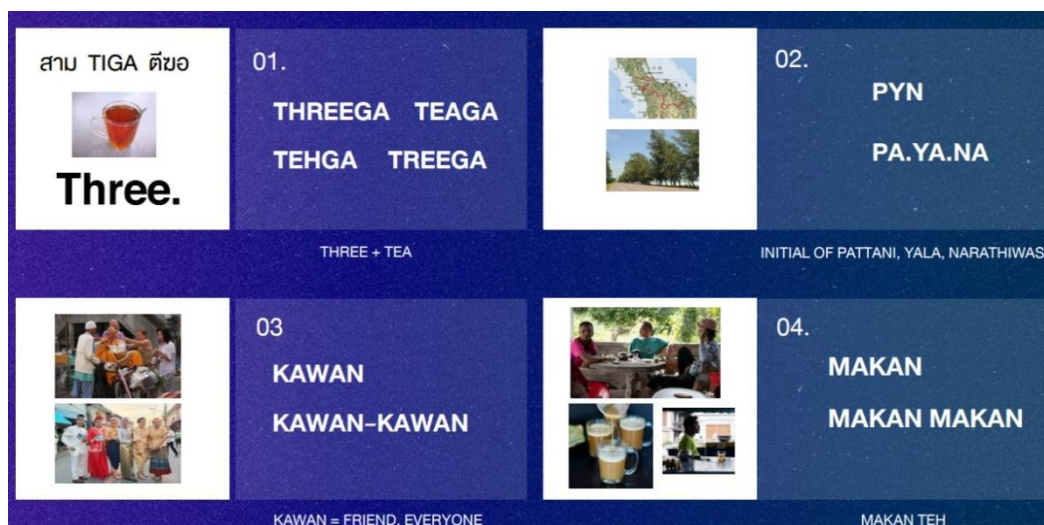 สาม TIGA ตีฆอ
Three.
01.
THREEGA TEAGA
TEHGA TREEGA
THREE + TEA
02.
PYN
PA.YA.NA
INITIAL OF PATTANI, YALA, NARATHIWAS
03
KAWAN
KAWAN-KAWAN
KAWAN = FRIEND, EVERYONE
04.
MAKAN
MAKAN MAKAN
MAKAN TEH